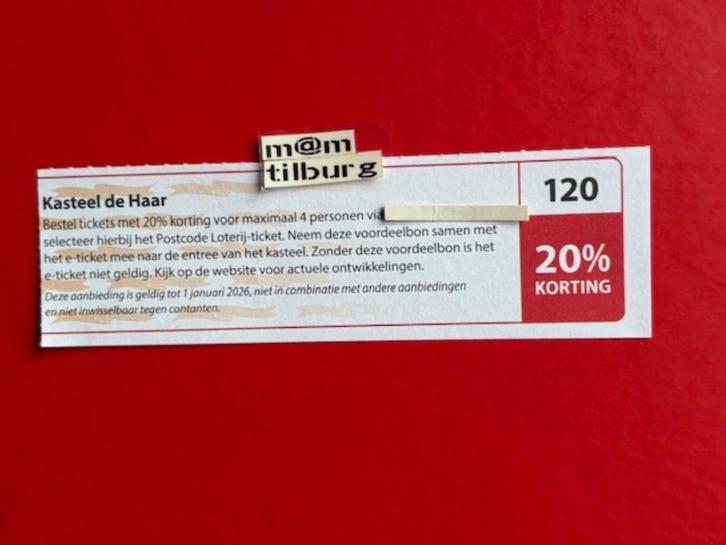 m@m
tilburg
Kasteel de Haar
Bestel tickets met 20% korting voor maximaal 4 personen via
selecteer hierbij het Postcode Loterij-ticket. Neem deze voordeelbon samen met
het e-ticket mee naar de entree van het kasteel. Zonder deze voordeelbon is het
e-ticket niet geldig. Kijk op de website voor actuele ontwikkelingen.
Deze aanbieding is geldig tot 1 januari 2026, niet in combinatie met andere aanbiedingen
en niet inwisselbaar tegen contanten.
120
20%
KORTING